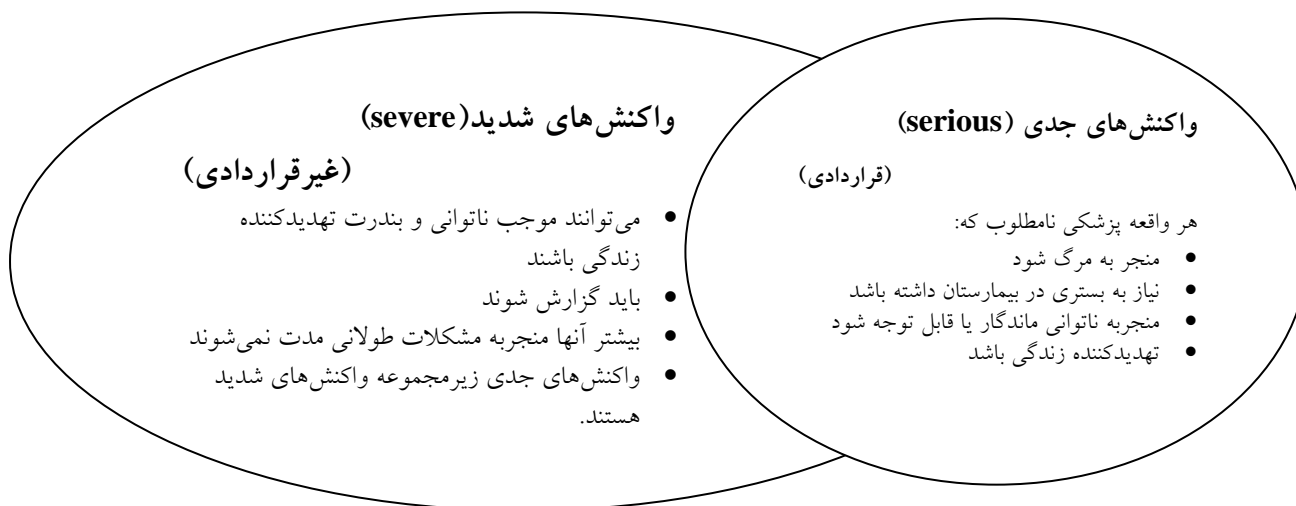 واکنش‌های جدی (serious)
(قراردادی)
هر واقعه پزشکی نامطلوب که:
• منجر به مرگ شود
• نیاز به بستری در بیمارستان داشته باشد
• منجربه ناتوانی ماندگار یا قابل توجه شود
• تهدیدکننده زندگی باشد
واکنش‌های شدید(severe)
(غیرقراردادی)
• می‌توانند موجب ناتوانی و بندرت تهدیدکننده
زندگی باشند
• باید گزارش شوند
• بیشتر آنها منجربه مشکلات طولانی مدت نمی‌شوند
• واکنش‌های جدی زیرمجموعه واکنش‌های شدید
هستند.